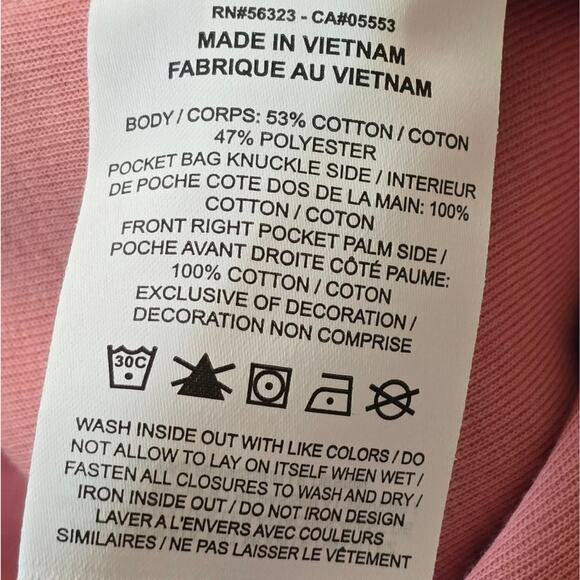 RN#56323 - CA#05553
MADE IN VIETNAM
FABRIQUE AU VIETNAM
BODY / CORPS: 53% COTTON / COTON
47% POLYESTER
POCKET BAG KNUCKLE SIDE / INTERIEUR
DE POCHE COTE DOS DE LA MAIN: 100%
COTTON / COTON
FRONT RIGHT POCKET PALM SIDE /
POCHE AVANT DROITE CÔTÉ PAUME:
100% COTTON / COTON
EXCLUSIVE OF DECORATION /
DECORATION NON COMPRISE
30C
WASH INSIDE OUT WITH LIKE COLORS / DO
NOT ALLOW TO LAY ON ITSELF WHEN WET /
FASTEN ALL CLOSURES TO WASH AND DRY /
IRON INSIDE OUT / DO NOT IRON DESIGN
LAVER A L'ENVERS AVEC COULEURS
SIMILAIRES / NE PAS LAISSER LE VÊTEMENT